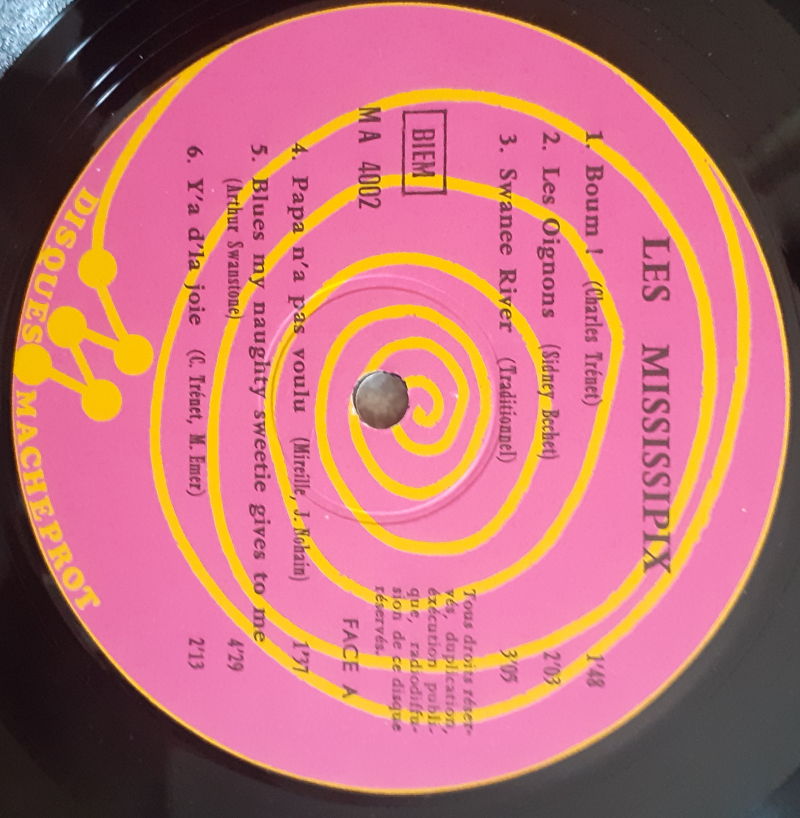 LES MISSISSIPIX
1. Boum ! (Charles Trénet) 1'48
2. Les Oignons (Sidney Bechet) 2'03
3. Swanee River (Traditionnel) 3'05
BIEM
MA 4002
Tous droits réser-
vés, duplication,
éxécution publi-
que, radiodiffu-
sion de ce disque
réservés.
FACE A
4. Papa n'a pas voulu (Mireille, J. Nohain) 1'37
5. Blues my naughty sweetie gives to me
(Arthur Swanstone) 4'29
6. Y'a d'la joie (C. Trénet, M. Emer) 2'13
DISQUES MACHEPROT